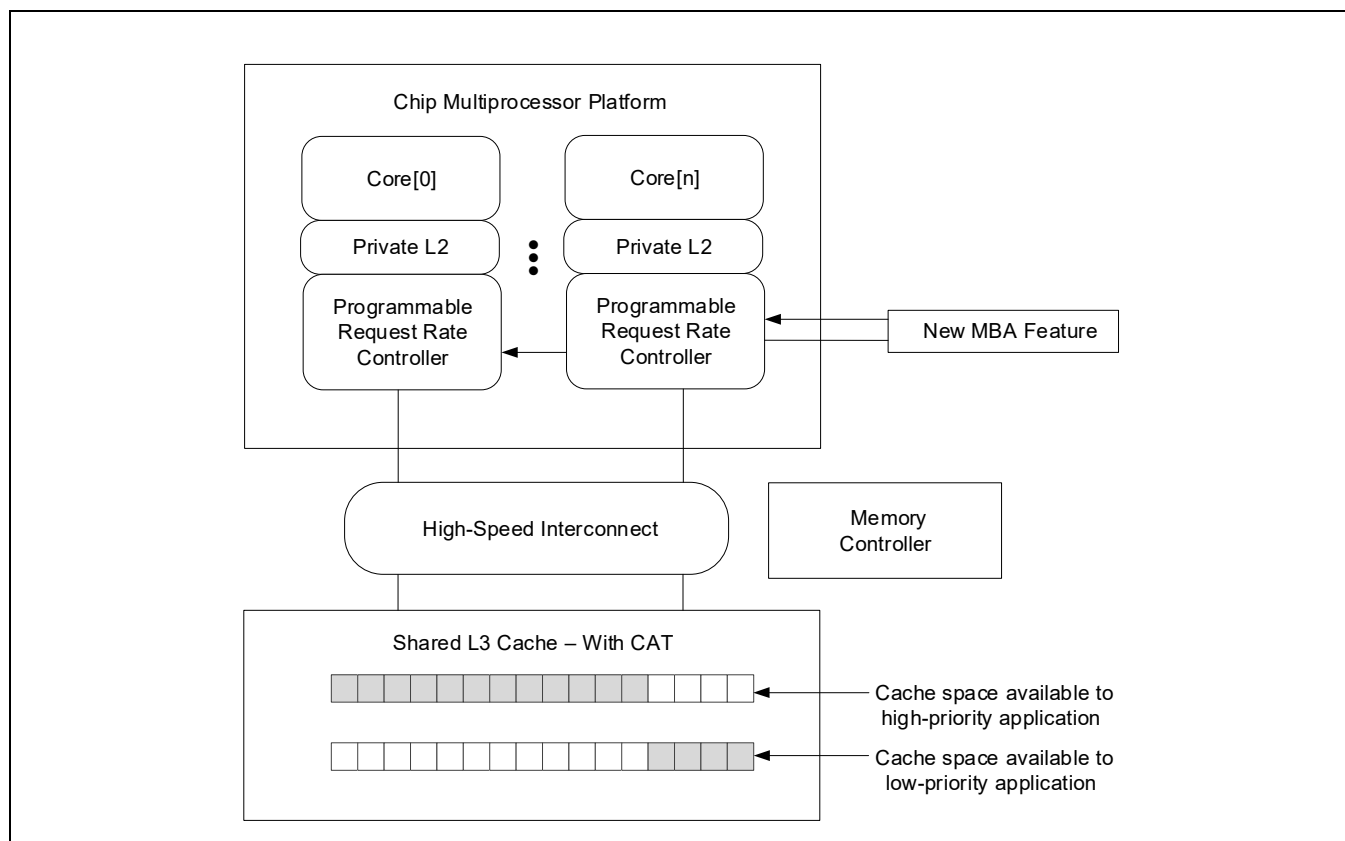 Chip Multiprocessor Platform
Core[0]
Core[n]
Private L2
Private L2
Programmable
Request Rate
Controller
Programmable
Request Rate
Controller
New MBA Feature
High-Speed Interconnect
Memory
Controller
Shared L3 Cache – With CAT
Cache space available to
high-priority application
Cache space available to
low-priority application